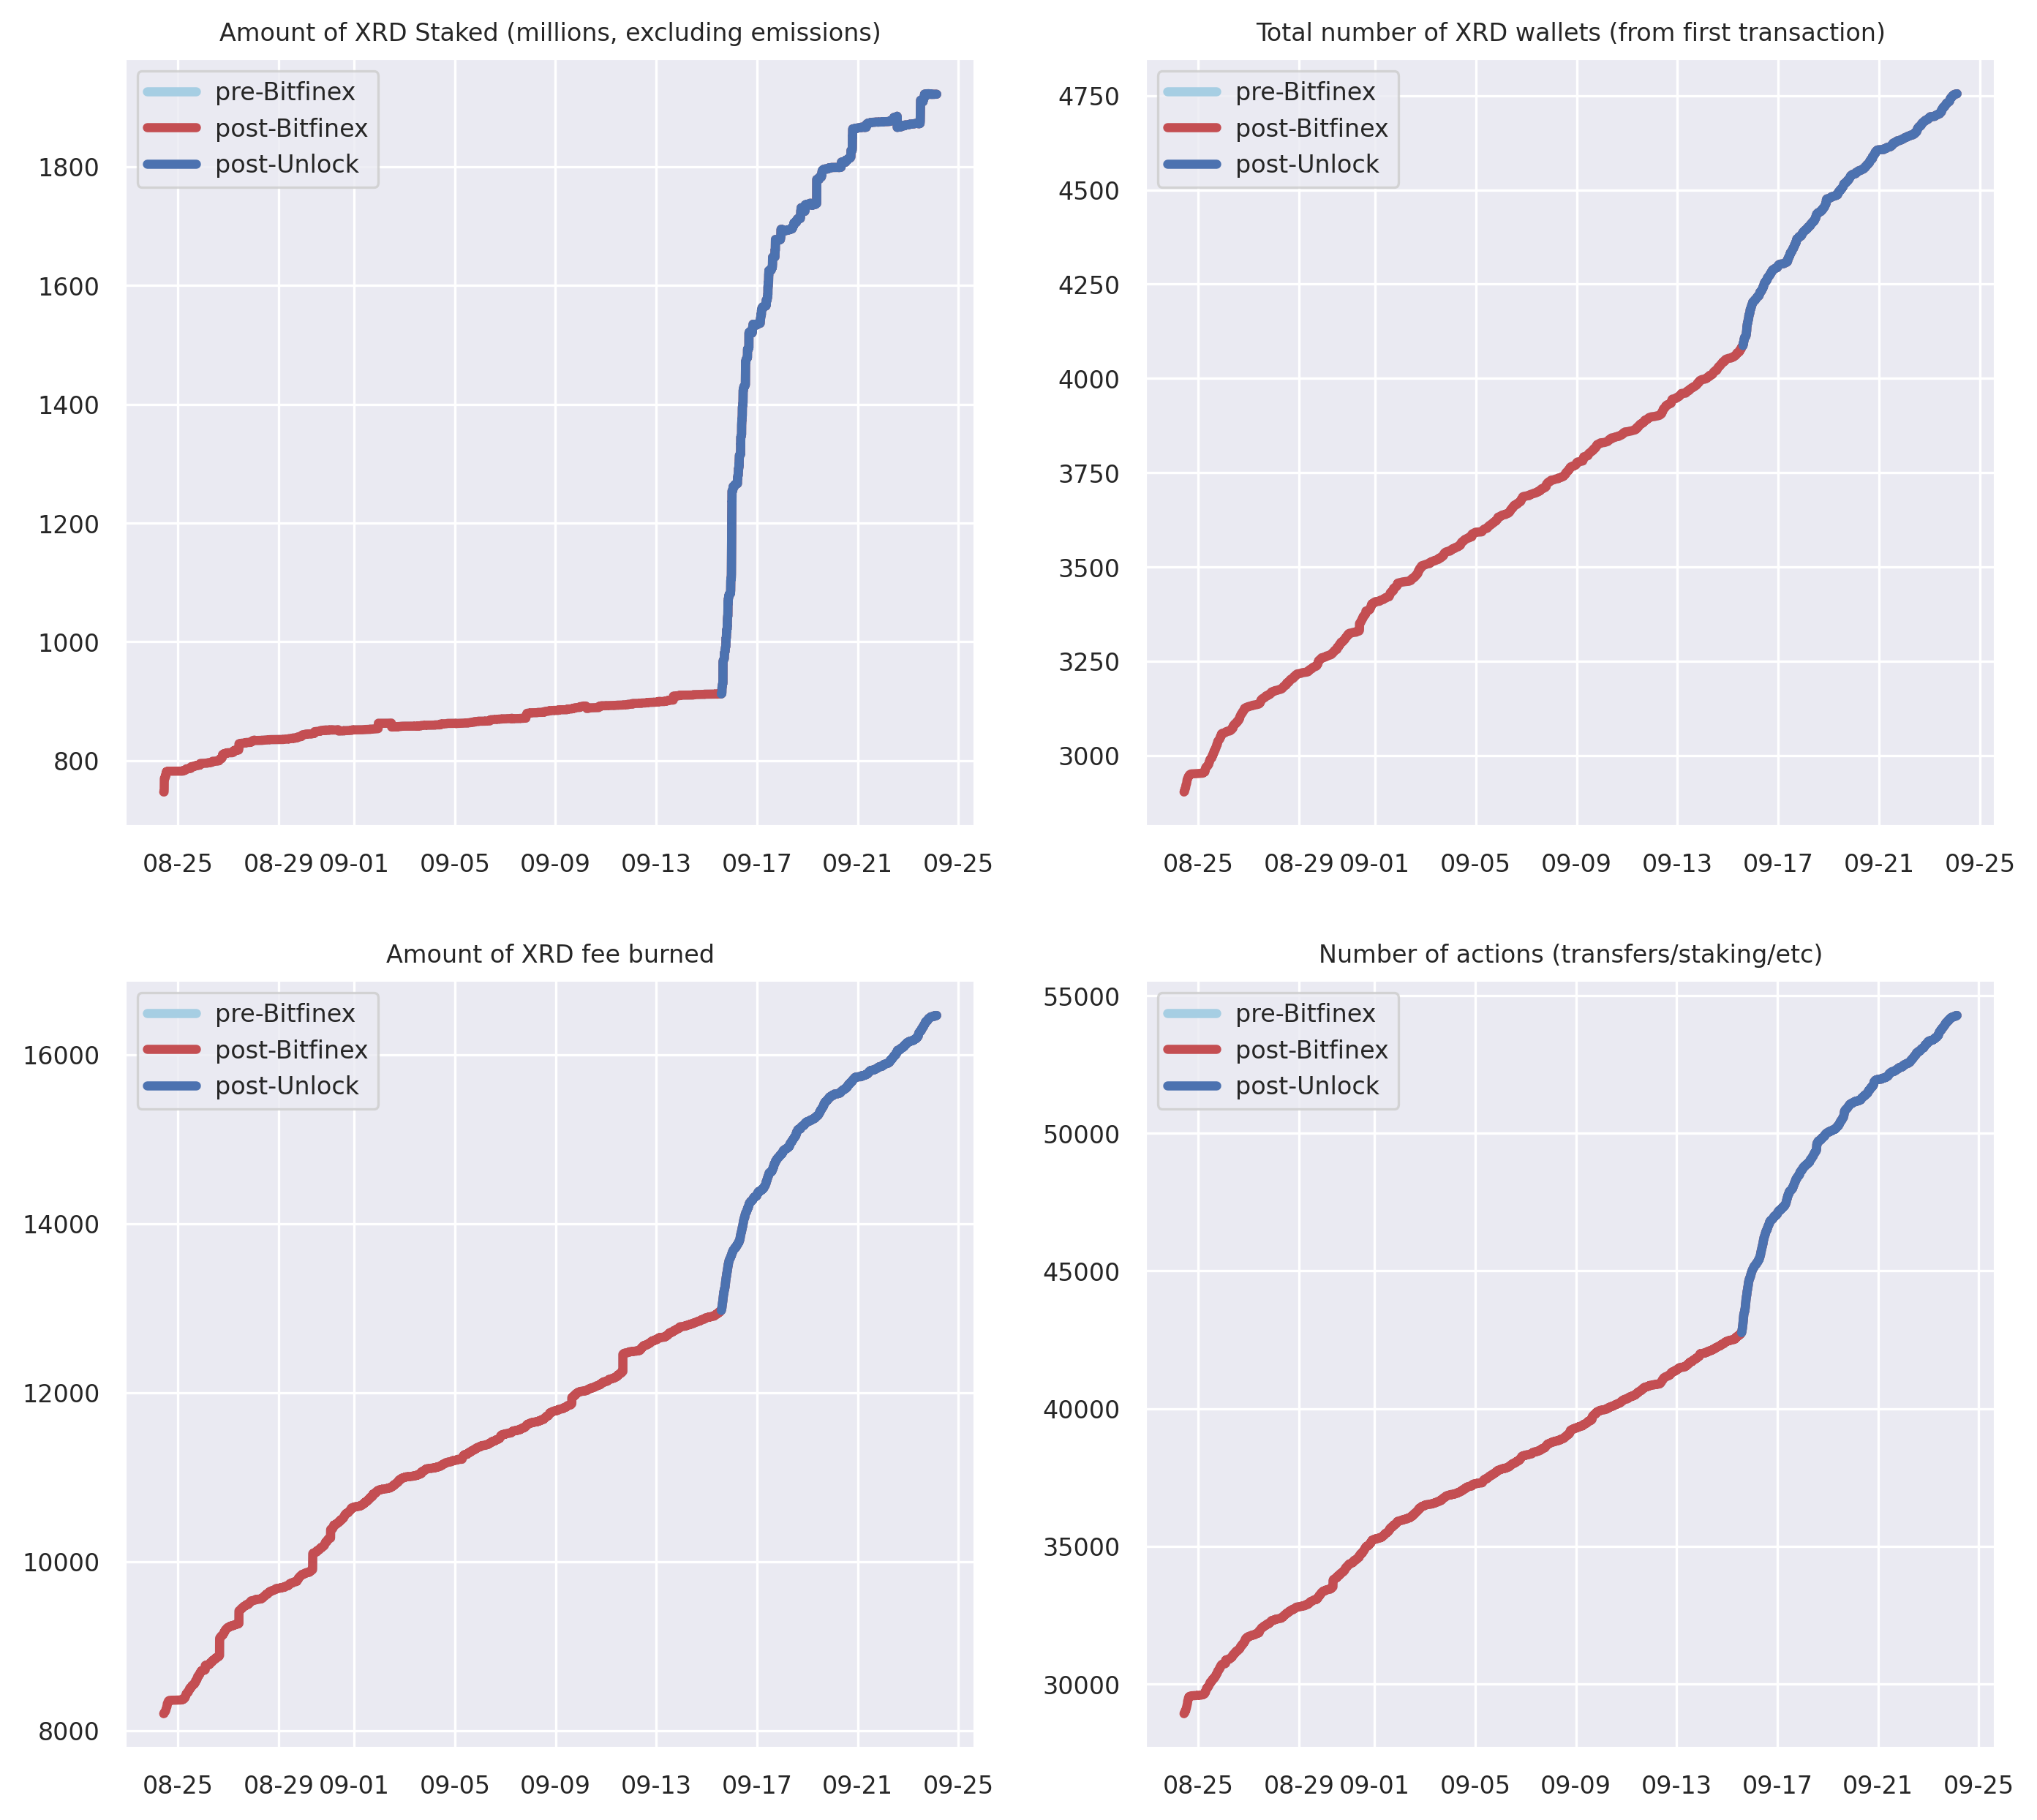 Amount of XRD Staked (millions, excluding emissions)
pre-Bitfinex
post-Bitfinex
post-Unlock
1800
1600
1400
1200
1000
800
08-25 08-29 09-01 09-05 09-09 09-13 09-17 09-21 09-25
Total number of XRD wallets (from first transaction)
pre-Bitfinex
post-Bitfinex
post-Unlock
4750
4500
4250
4000
3750
3500
3250
3000
08-25 08-29 09-01 09-05 09-09 09-13 09-17 09-21 09-25
Amount of XRD fee burned
pre-Bitfinex
post-Bitfinex
post-Unlock
16000
14000
12000
10000
8000
08-25 08-29 09-01 09-05 09-09 09-13 09-17 09-21 09-25
Number of actions (transfers/staking/etc)
pre-Bitfinex
post-Bitfinex
post-Unlock
55000
50000
45000
40000
35000
30000
08-25 08-29 09-01 09-05 09-09 09-13 09-17 09-21 09-25